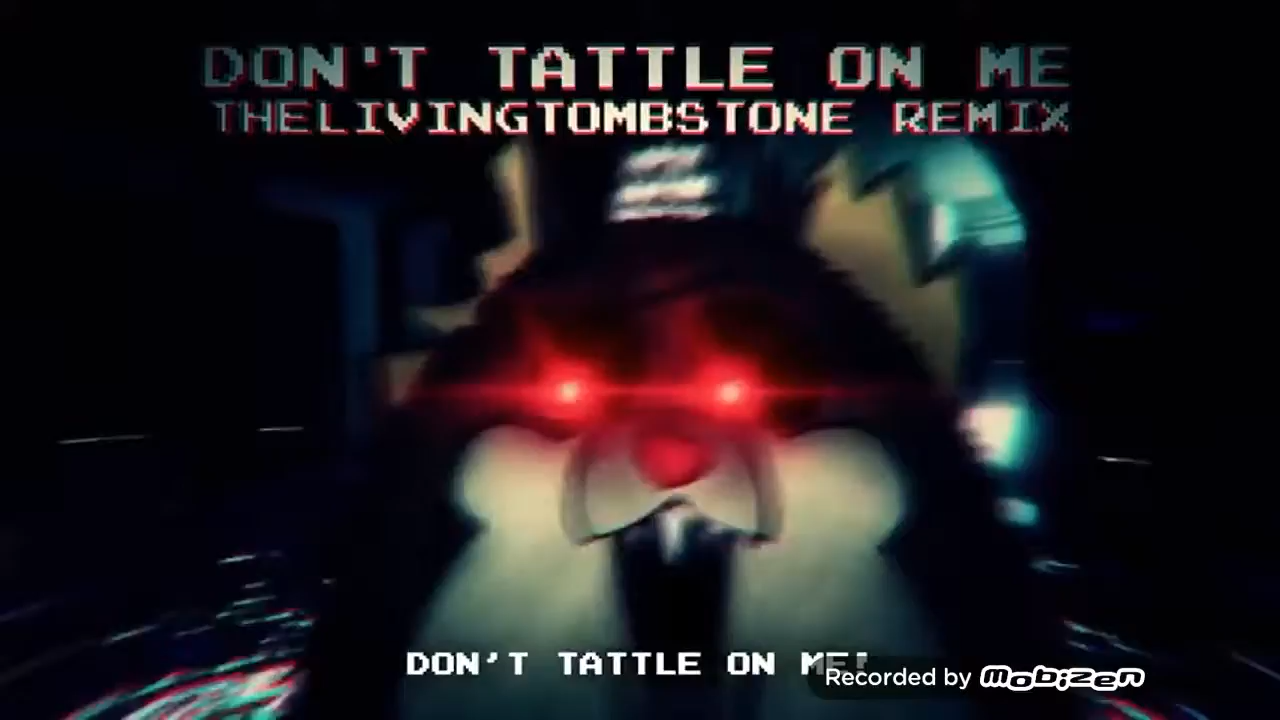 DON'T TATTLE ON ME
THELIVINGTOMBSTONE REMIX
DON'T TATTLE ON ME!
Recorded by mobizen